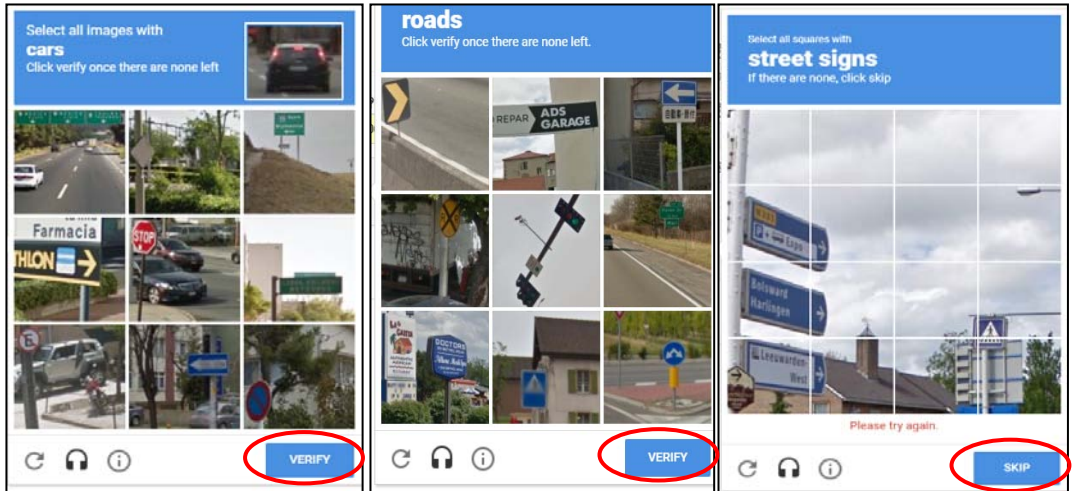 Select all images with
cars
Click verify once there are none left
Farmacia
THLON
STOP
VERIFY
roads
Click verify once there are none left.
REPAR
ADS
GARAGE
DOCTORS
VERIFY
Select all squares with
street signs
If there are none, click skip
P + Expo
Bolsward
Harlingen
Leeuwarden-
West
Please try again.
SKIP